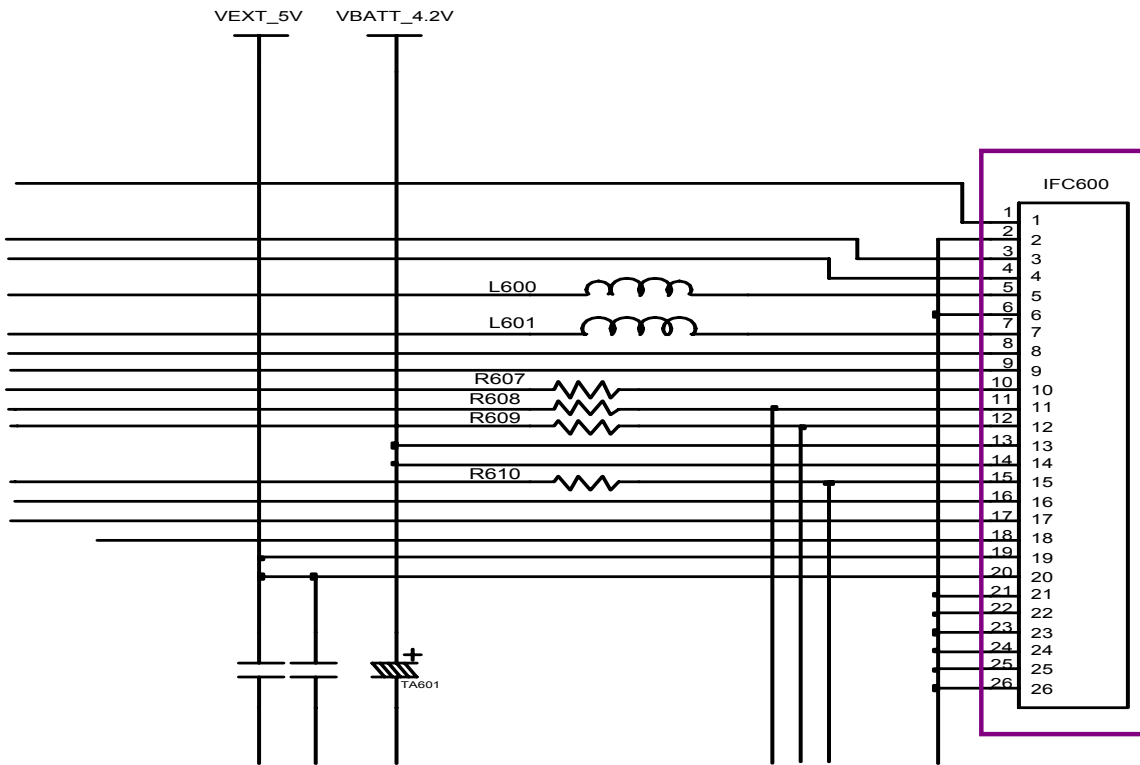 VEXT_5V VBATT_4.2V
IFC600
1 1
2 2
3 3
4 4
L600 5 5
6 6
L601 7 7
8 8
9 9
R607 10 10
R608 11 11
R609 12 12
13 13
14 14
R610 15 15
16 16
17 17
18 18
19 19
20 20
21 21
22 22
23 23
24 24
25 25
26 26
+
TA601